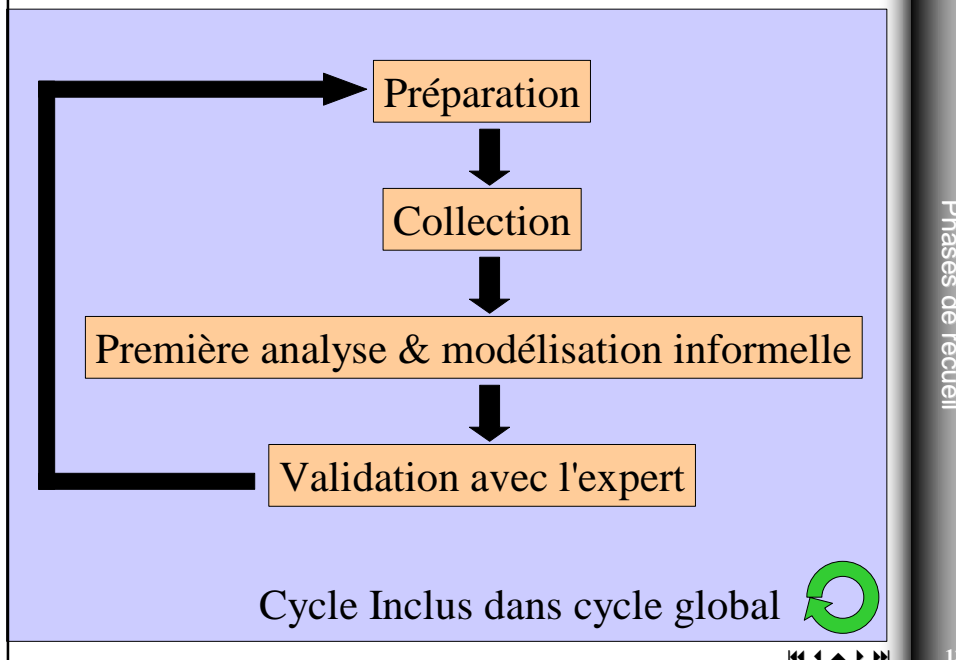 Préparation
Collection
Première analyse & modélisation informelle
Validation avec l'expert
Cycle Inclus dans cycle global
Phases de recueil